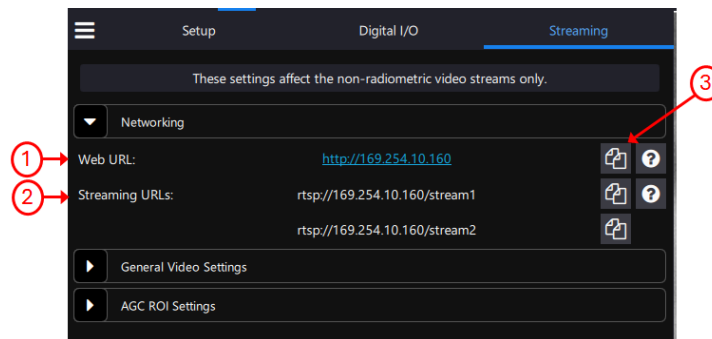 Setup Digital I/O Streaming
These settings affect the non-radiometric video streams only.
3
Networking
1 Web URL: http://169.254.10.160 ?
2 Streaming URLs: rtsp://169.254.10.160/stream1 ?
rtsp://169.254.10.160/stream2
General Video Settings
AGC ROI Settings